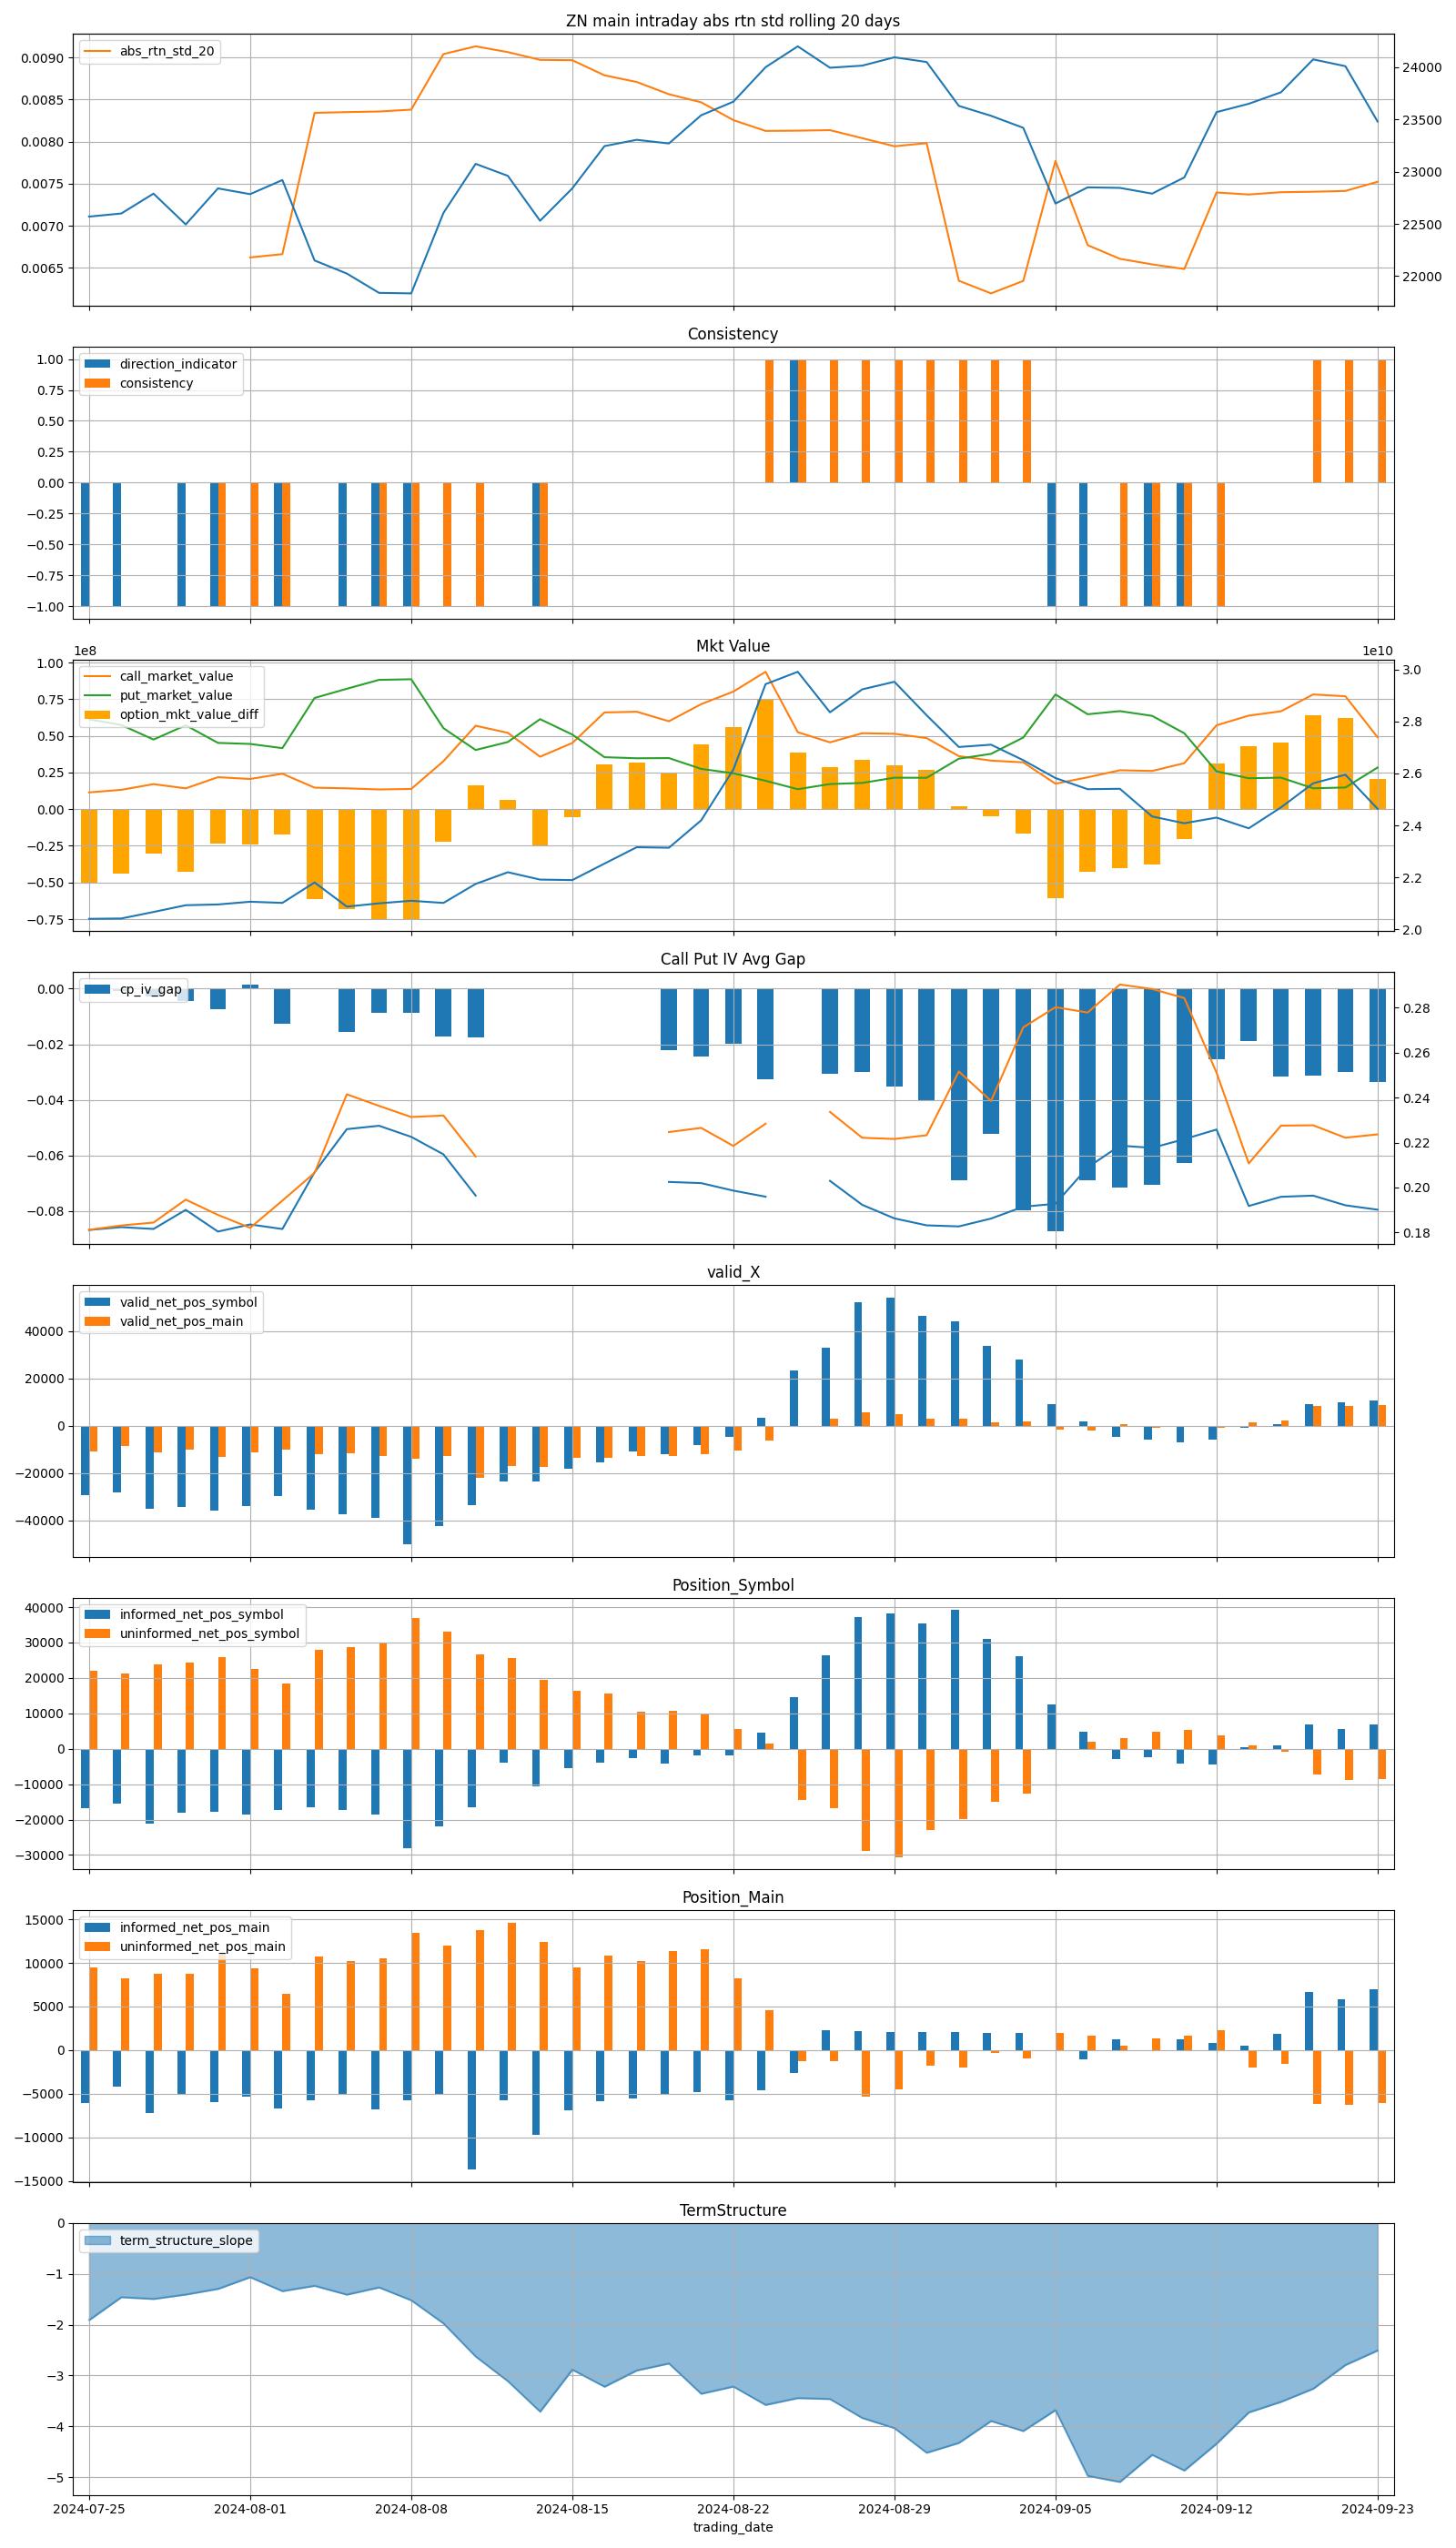 ZN main intraday abs rtn std rolling 20 days
abs_rtn_std_20
0.0090
0.0085
0.0080
0.0075
0.0070
0.0065
24000
23500
23000
22500
22000
Consistency
direction_indicator
consistency
1.00
0.75
0.50
0.25
0.00
−0.25
−0.50
−0.75
−1.00
Mkt Value
1e8
1e10
call_market_value
put_market_value
option_mkt_value_diff
1.00
0.75
0.50
0.25
0.00
−0.25
−0.50
−0.75
3.0
2.8
2.6
2.4
2.2
2.0
Call Put IV Avg Gap
cp_iv_gap
0.00
−0.02
−0.04
−0.06
−0.08
0.28
0.26
0.24
0.22
0.20
0.18
valid_X
valid_net_pos_symbol
valid_net_pos_main
40000
20000
0
−20000
−40000
Position_Symbol
informed_net_pos_symbol
uninformed_net_pos_symbol
40000
30000
20000
10000
0
−10000
−20000
−30000
Position_Main
informed_net_pos_main
uninformed_net_pos_main
15000
10000
5000
0
−5000
−10000
−15000
TermStructure
term_structure_slope
0
−1
−2
−3
−4
−5
2024-07-25 2024-08-01 2024-08-08 2024-08-15 2024-08-22 2024-08-29 2024-09-05 2024-09-12 2024-09-23
trading_date